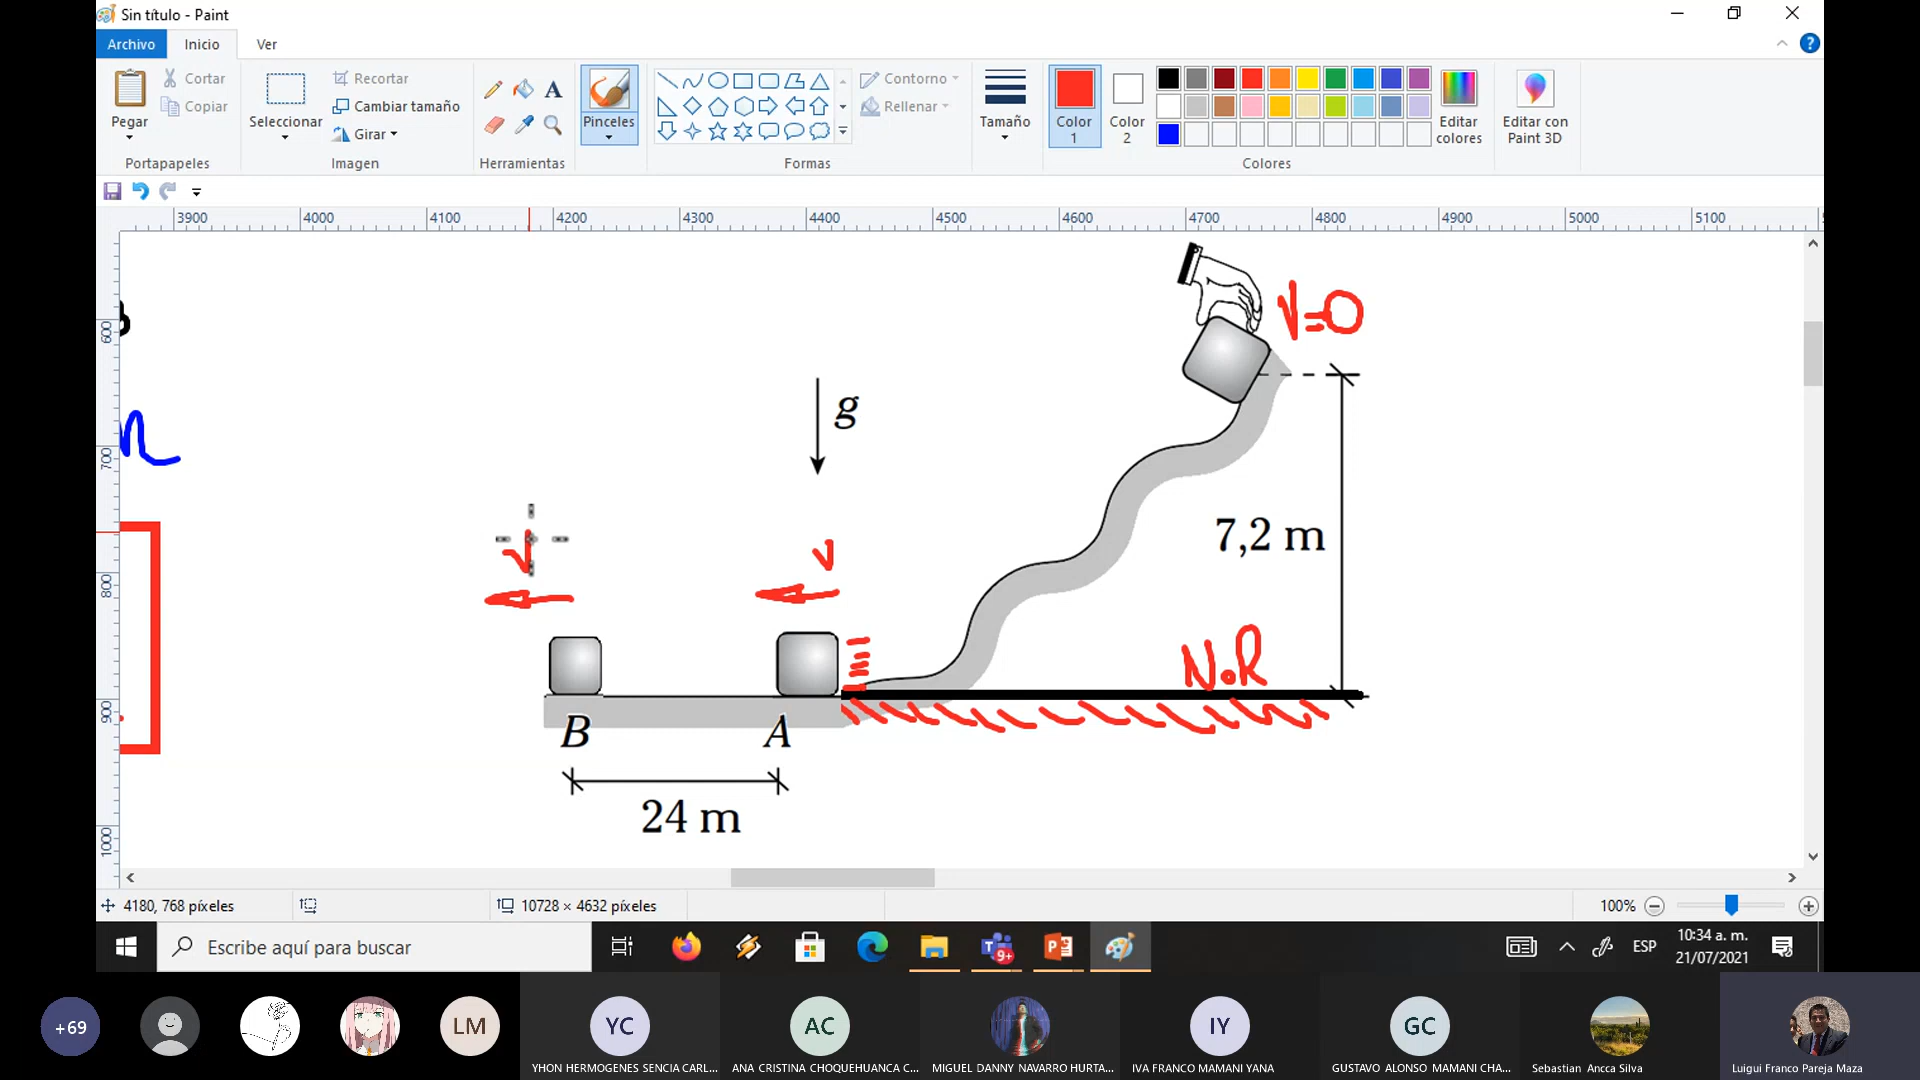 Sin título - Paint
Archivo
Inicio
Ver
Pegar
Cortar
Copiar
Portapapeles
Seleccionar
Recortar
Cambiar tamaño
Girar
Imagen
A
Herramientas
Pinceles
Contorno
Rellenar
Formas
Tamaño
Color
1
Color
2
Editar
colores
Editar con
Paint 3D
Colores
3900
4000
4100
4200
4300
4400
4500
4600
4700
4800
4900
5000
5100
600
700
800
900
1000
V=0
g
V
V
7,2 m
N.R
B
A
24 m
4180, 768 píxeles
10728 × 4632 píxeles
100%
Escribe aquí para buscar
9+
ESP
10:34 a. m.
21/07/2021
+69
LM
YC
YHON HERMOGENES SENCIA CARL...
AC
ANA CRISTINA CHOQUEHUANCA C...
MIGUEL DANNY NAVARRO HURTA...
IY
IVA FRANCO MAMANI YANA
GC
GUSTAVO ALONSO MAMANI CHA...
Sebastian Ancca Silva
Luigui Franco Pareja Maza